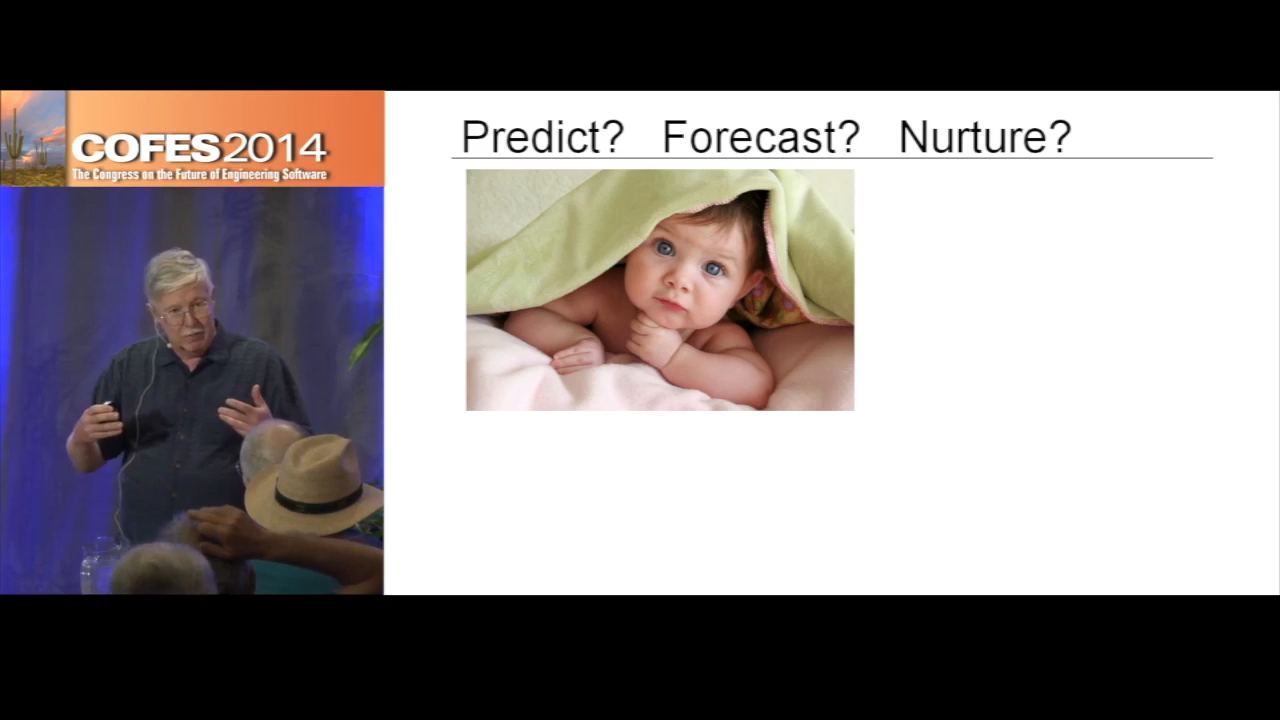 COFES2014
The Congress on the Future of Engineering Software
Predict? Forecast? Nurture?